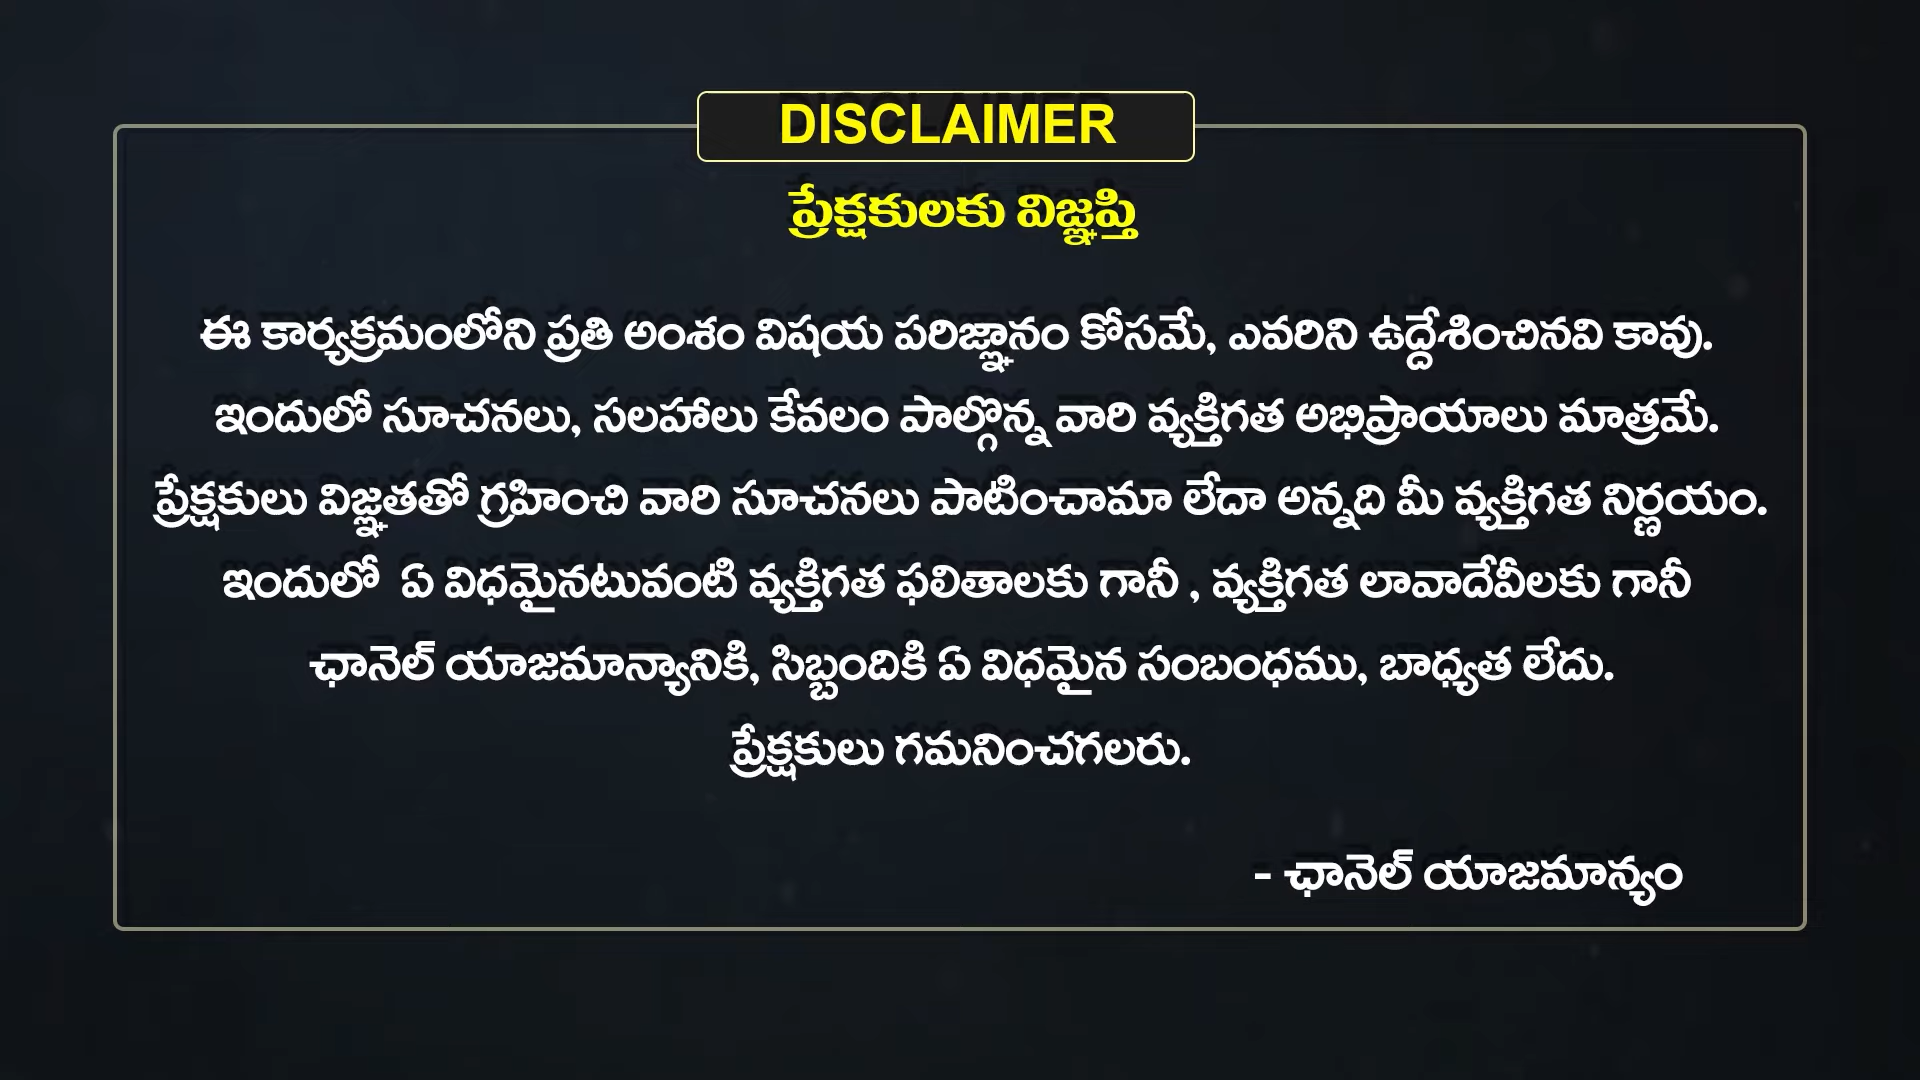 DISCLAIMER
ప్రేక్షకులకు విజ్ఞప్తి
ఈ కార్యక్రమంలోని ప్రతి అంశం విషయ పరిజ్ఞానం కోసమే, ఎవరిని ఉద్దేశించినవి కావు.
ఇందులో సూచనలు, సలహాలు కేవలం పాల్గొన్న వారి వ్యక్తిగత అభిప్రాయాలు మాత్రమే.
ప్రేక్షకులు విజ్ఞతతో గ్రహించి వారి సూచనలు పాటించామా లేదా అన్నది మీ వ్యక్తిగత నిర్ణయం.
ఇందులో ఏ విధమైనటువంటి వ్యక్తిగత ఫలితాలకు గానీ , వ్యక్తిగత లావాదేవీలకు గానీ
ఛానెల్ యాజమాన్యానికి, సిబ్బందికి ఏ విధమైన సంబంధము, బాధ్యత లేదు.
ప్రేక్షకులు గమనించగలరు.
- ఛానెల్ యాజమాన్యం